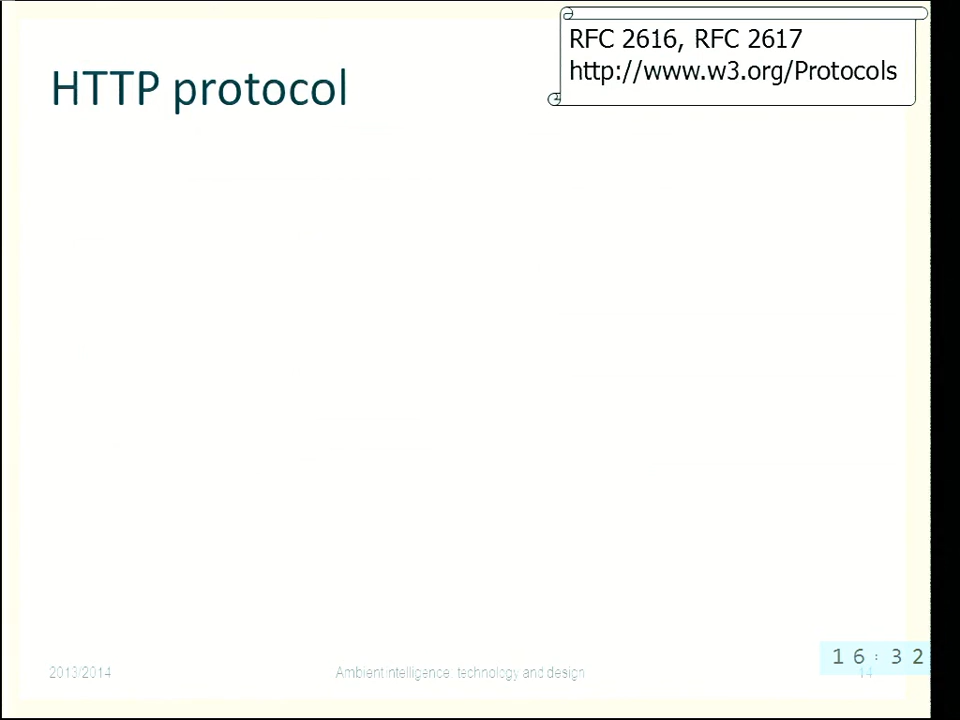 RFC 2616, RFC 2617
http://www.w3.org/Protocols
HTTP protocol
16:32
2013/2014
Ambient intelligence: technology and design
14